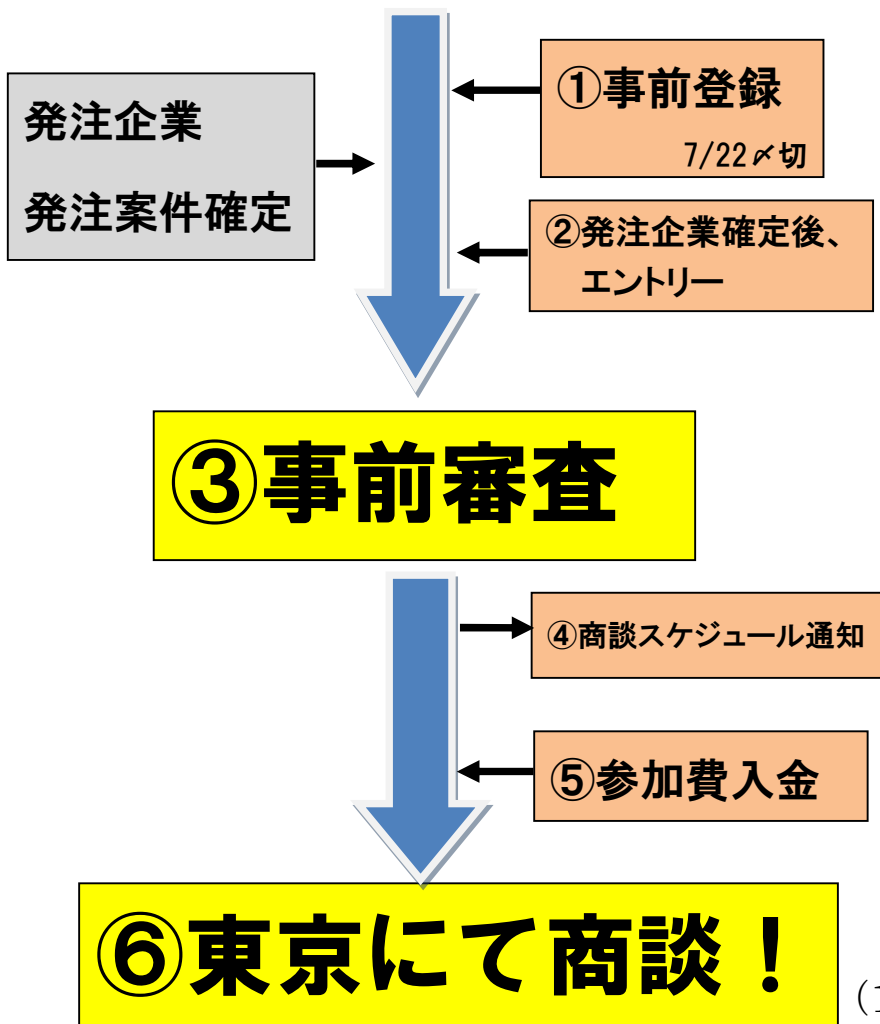 ①事前登録
7/22〆切
発注企業
発注案件確定
②発注企業確定後、
エントリー
③事前審査
④商談スケジュール通知
⑤参加費入金
⑥東京にて商談！